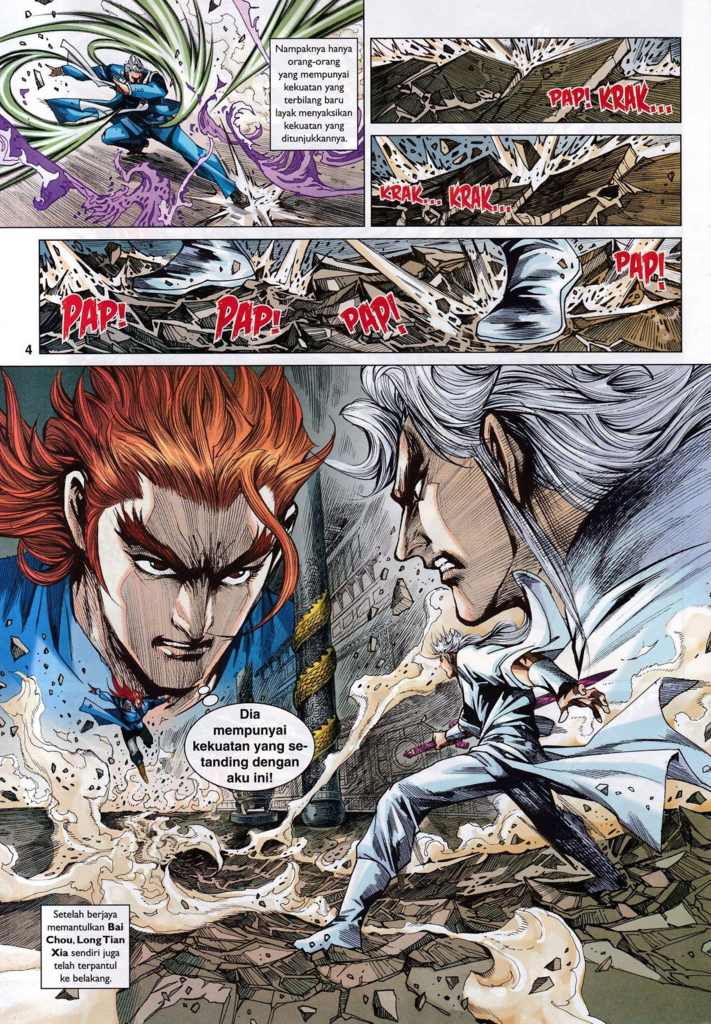 Nampaknya hanya
orang-orang
yang mempunyai
kekuatan yang
terbilang baru
layak menyaksikan
kekuatan yang
ditunjukkannya.
PAP! KRAK...
KRAK... KRAK...
PAP!
PAP!
PAP!
PAP!
4
Dia
mempunyai
kekuatan yang se-
tanding dengan
aku ini!
Setelah berjaya
memantulkan Bai
Chou, Long Tian
Xia sendiri juga
telah terpantul
ke belakang.